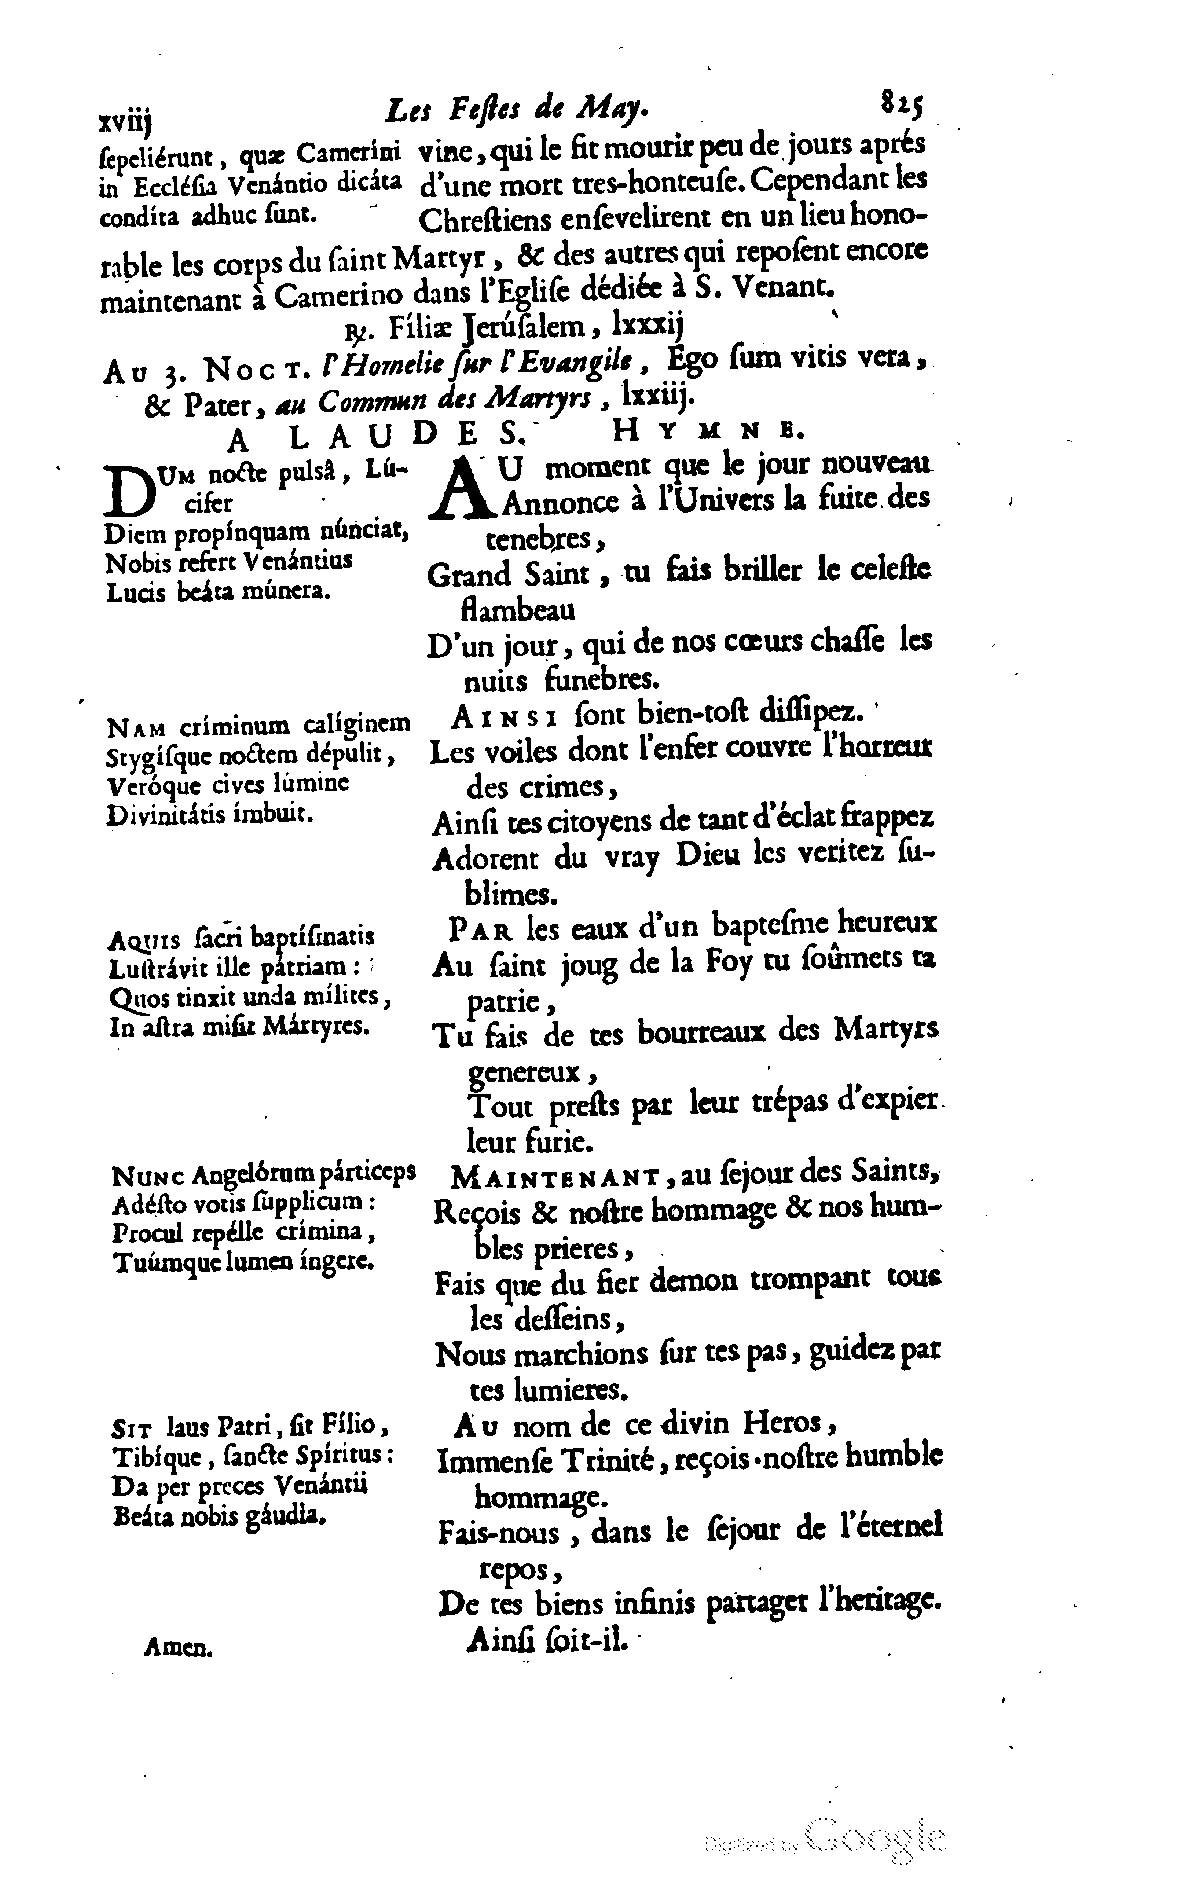 xviij Les Feſtes de May. 825
ſepeliérunt, quæ Camerini
in Eccléſia Venántio dicáta
condíta adhuc ſunt.
vine, qui le fit mourir peu de jours aprés
d'une mort tres-honteuſe. Cependant les
Chreſtiens enſevelirent en un lieu hono-
rable les corps du ſaint Martyr, & des autres qui repoſent encore
maintenant à Camerino dans l'Egliſe dédiée à S. Venant.
℟. Fíliæ Jerúſalem, lxxxij
AU 3. NOCT. l'Homelie ſur l'Evangile, Ego ſum vitis vera,
& Pater, au Commun des Martyrs, lxxiij.
A LAUDES. HYMNE.
DUM nocte pulsâ, Lú-
cifer
Diem propínquam núnciat,
Nobis refert Venántius
Lucis beáta múnera.
AU moment que le jour nouveau
Annonce à l'Univers la fuite des
tenebres,
Grand Saint, tu fais briller le celeſte
flambeau
D'un jour, qui de nos cœurs chaſſe les
nuits funebres.
NAM críminum calíginem
Stygíſque noctem dépulit,
Veróque cives lúmine
Divinitátis ímbuit.
AINSI ſont bien-toſt diſſipez.
Les voiles dont l'enfer couvre l'horreur
des crimes,
Ainſi tes citoyens de tant d'éclat frappez
Adorent du vray Dieu les veritez ſu-
blimes.
AQUIS ſacri baptíſmatis
Luſtrávit ille pátriam:
Quos tinxit unda mílites,
In aſtra miſit Mártyres.
PAR les eaux d'un bapteſme heureux
Au ſaint joug de la Foy tu ſoûmets ta
patrie,
Tu fais de tes bourreaux des Martyrs
genereux,
Tout preſts par leur trépas d'expier
leur furie.
NUNC Angelórum párticeps
Adéſto votis ſúpplicum:
Procul repélle crímina,
Tuúmque lumen íngere.
MAINTENANT, au ſejour des Saints,
Reçois & noſtre hommage & nos hum-
bles prieres,
Fais que du fier demon trompant tous
les deſſeins,
Nous marchions ſur tes pas, guidez par
tes lumieres.
SIT laus Patri, ſit Fílio,
Tibíque, ſancte Spíritus:
Da per preces Venántii
Beáta nobis gáudia.
AU nom de ce divin Heros,
Immenſe Trinité, reçois noſtre humble
hommage.
Fais-nous, dans le ſejour de l'éternel
repos,
De tes biens infinis partager l'heritage.
Amen.
Ainſi ſoit-il.
Digitized by Google